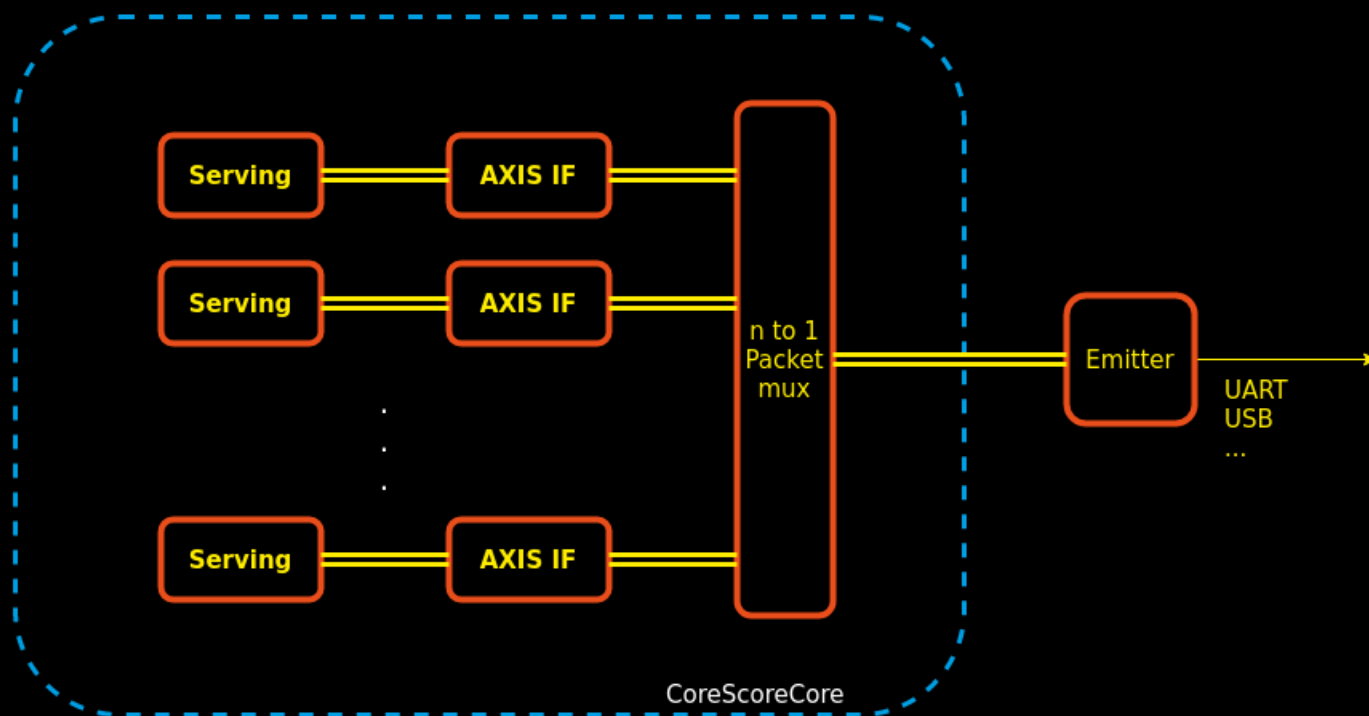 Serving
AXIS IF
Serving
AXIS IF
n to 1
Packet
mux
Emitter
UART
USB
...
.
.
.
Serving
AXIS IF
CoreScoreCore